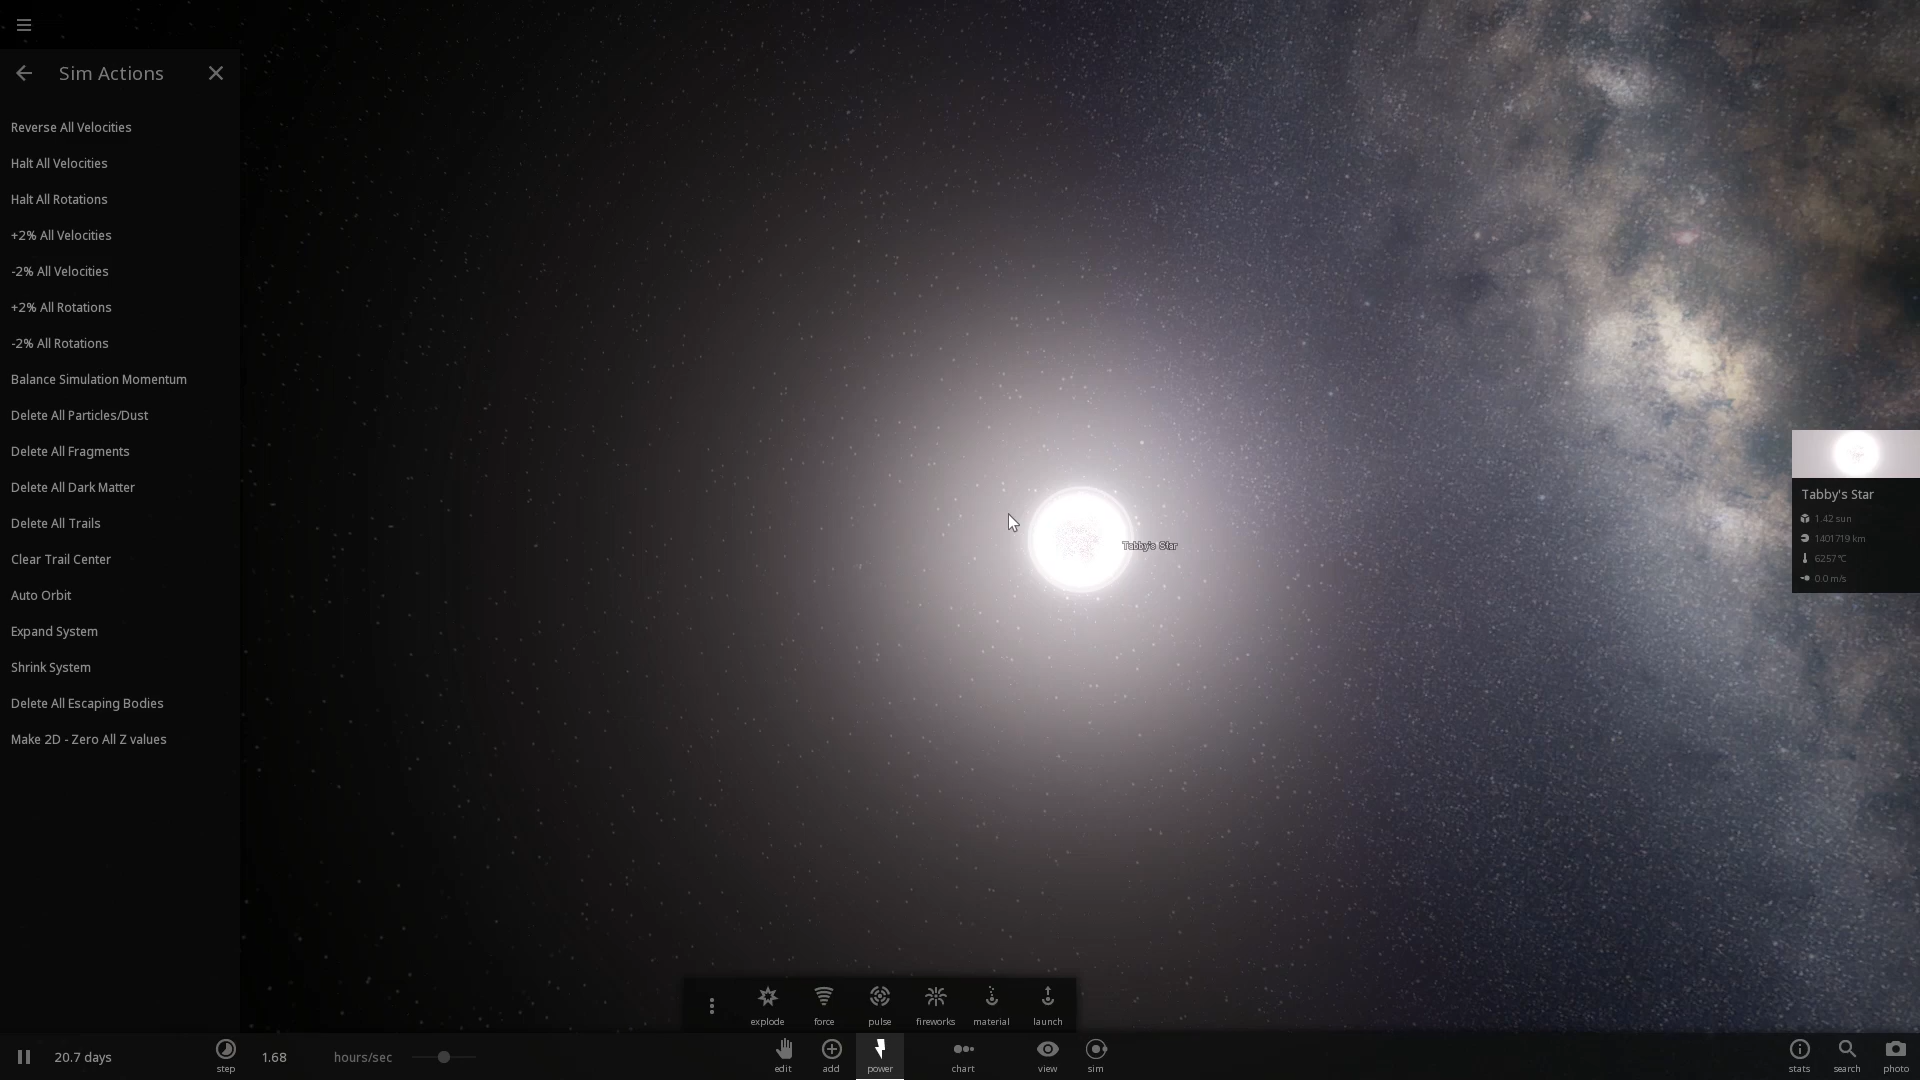 Sim Actions
Reverse All Velocities
Halt All Velocities
Halt All Rotations
+2% All Velocities
-2% All Velocities
+2% All Rotations
-2% All Rotations
Balance Simulation Momentum
Delete All Particles/Dust
Delete All Fragments
Delete All Dark Matter
Delete All Trails
Clear Trail Center
Auto Orbit
Expand System
Shrink System
Delete All Escaping Bodies
Make 2D - Zero All Z values
Tabby's Star
Tabby's Star
1.42 sun
1401719 km
6257°C
0.0 m/s
explode force pulse fireworks material launch
20.7 days step 1.68 hours/sec edit add power chart view sim stats search photo